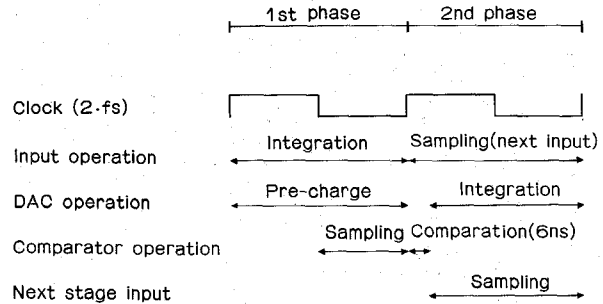 1st phase 2nd phase
Clock (2·fs)
Input operation Integration Sampling(next input)
DAC operation Pre-charge Integration
Comparator operation Sampling Comparation(6ns)
Next stage input Sampling